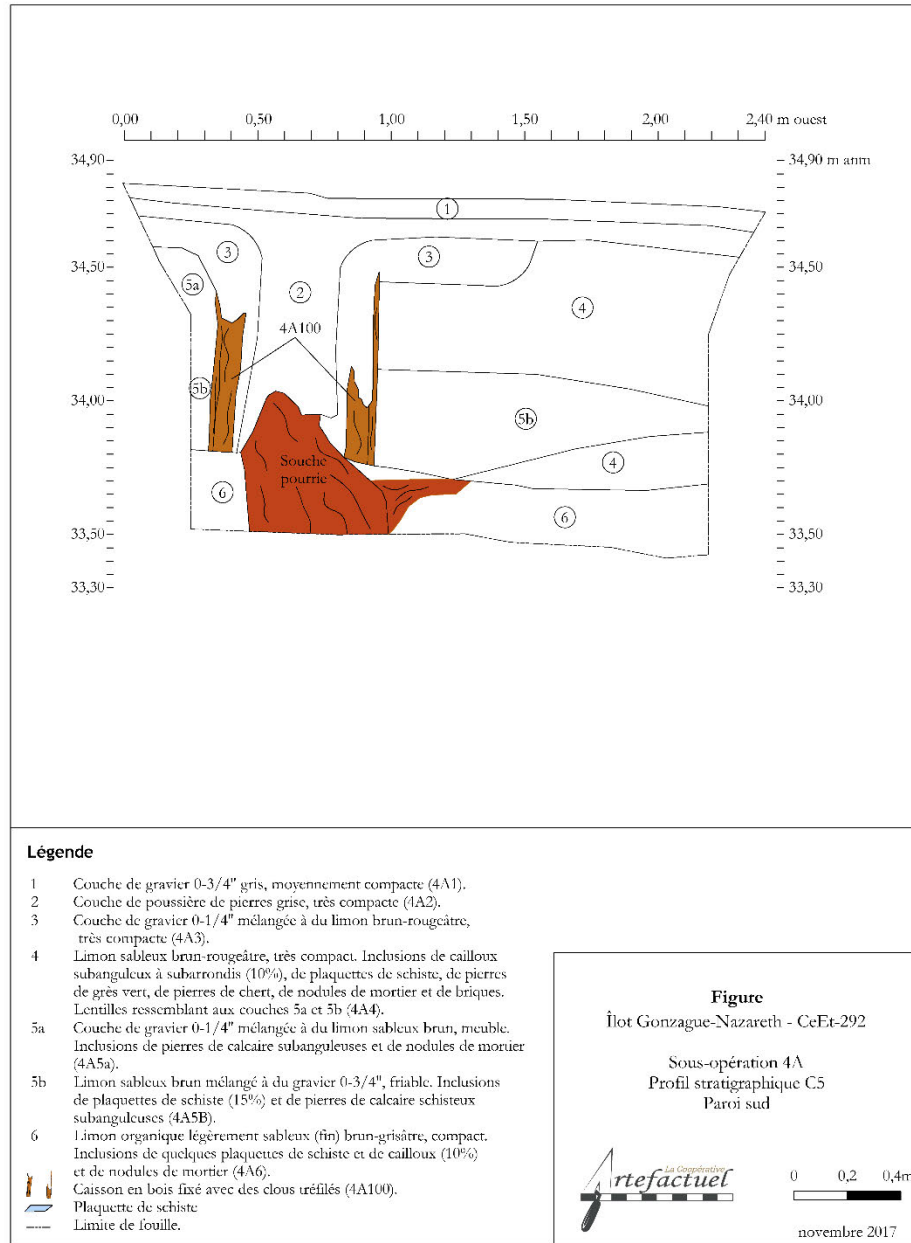 0,00 0,50 1,00 1,50 2,00 2,40 m ouest
34,90 34,90 m anm
1
3 3
34,50 34,50
5a 2 4
4A100
5b
34,00 34,00
5b
Souche
pourrie
4
6
6
33,50 33,50
33,30 33,30
Légende
1 Couche de gravier 0-3/4" gris, moyennement compacte (4A1).
2 Couche de poussière de pierres grise, très compacte (4A2).
3 Couche de gravier 0-1/4" mélangée à du limon brun-rougeâtre,
très compacte (4A3).
4 Limon sableux brun-rougeâtre, très compact. Inclusions de cailloux
subanguleux à subarrondis (10%), de plaquettes de schiste, de pierres
de grès vert, de pierres de chert, de nodules de mortier et de briques.
Lentilles ressemblant aux couches 5a et 5b (4A4).
5a Couche de gravier 0-1/4" mélangée à du limon sableux brun, meuble.
Inclusions de pierres de calcaire subanguleuses et de nodules de mortier
(4A5a).
5b Limon sableux brun mélangé à du gravier 0-3/4", friable. Inclusions
de plaquettes de schiste (15%) et de pierres de calcaire schisteux
subanguleuses (4A5B).
6 Limon organique légèrement sableux (fin) brun-grisâtre, compact.
Inclusions de quelques plaquettes de schiste et de cailloux (10%)
et de nodules de mortier (4A6).
Caisson en bois fixé avec des clous tréfilés (4A100).
Plaquette de schiste
Limite de fouille.
Figure
Îlot Gonzague-Nazareth - CeEt-292
Sous-opération 4A
Profil stratigraphique C5
Paroi sud
La Coopérative
Artefactuel
0 0,2 0,4m
novembre 2017